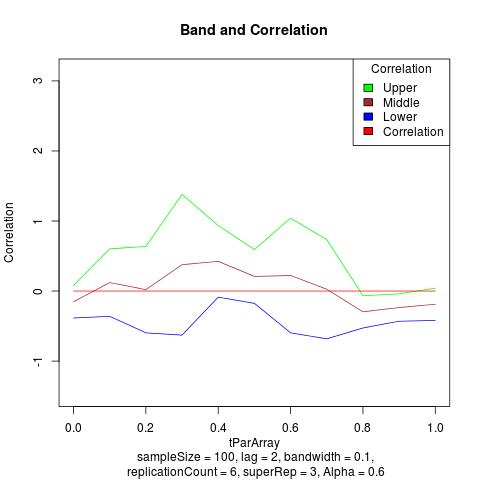 Band and Correlation
Correlation
Upper
Middle
Lower
Correlation
Correlation
3
2
1
0
-1
0.0 0.2 0.4 0.6 0.8 1.0
tParArray
sampleSize = 100, lag = 2, bandwidth = 0.1,
replicationCount = 6, superRep = 3, Alpha = 0.6